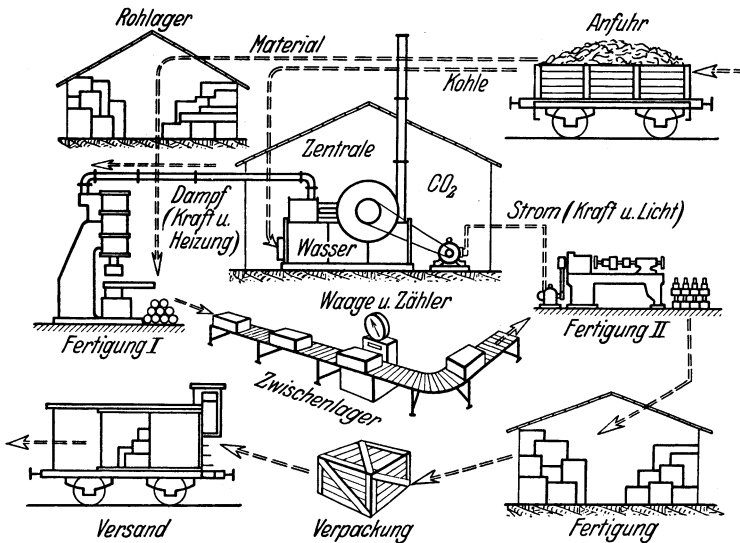 Rohlager
Anfuhr
Material
Kohle
Zentrale
CO₂
Dampf
(Kraft u.
Heizung)
Wasser
Strom (Kraft u. Licht)
Waage u. Zähler
Fertigung I
Fertigung II
Zwischenlager
Versand
Verpackung
Fertigung